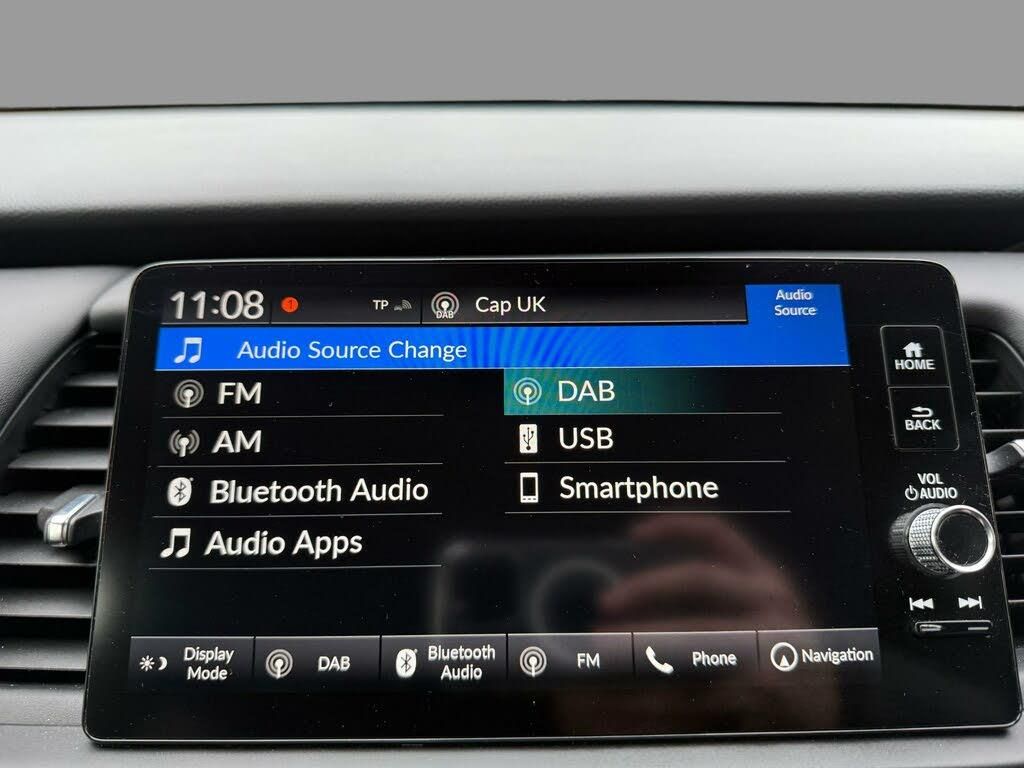 11:08
1
TP
DAB
Cap UK
Audio
Source
Audio Source Change
HOME
FM
DAB
BACK
AM
USB
Bluetooth Audio
Smartphone
VOL
AUDIO
Audio Apps
Display
Mode
DAB
Bluetooth
Audio
FM
Phone
Navigation